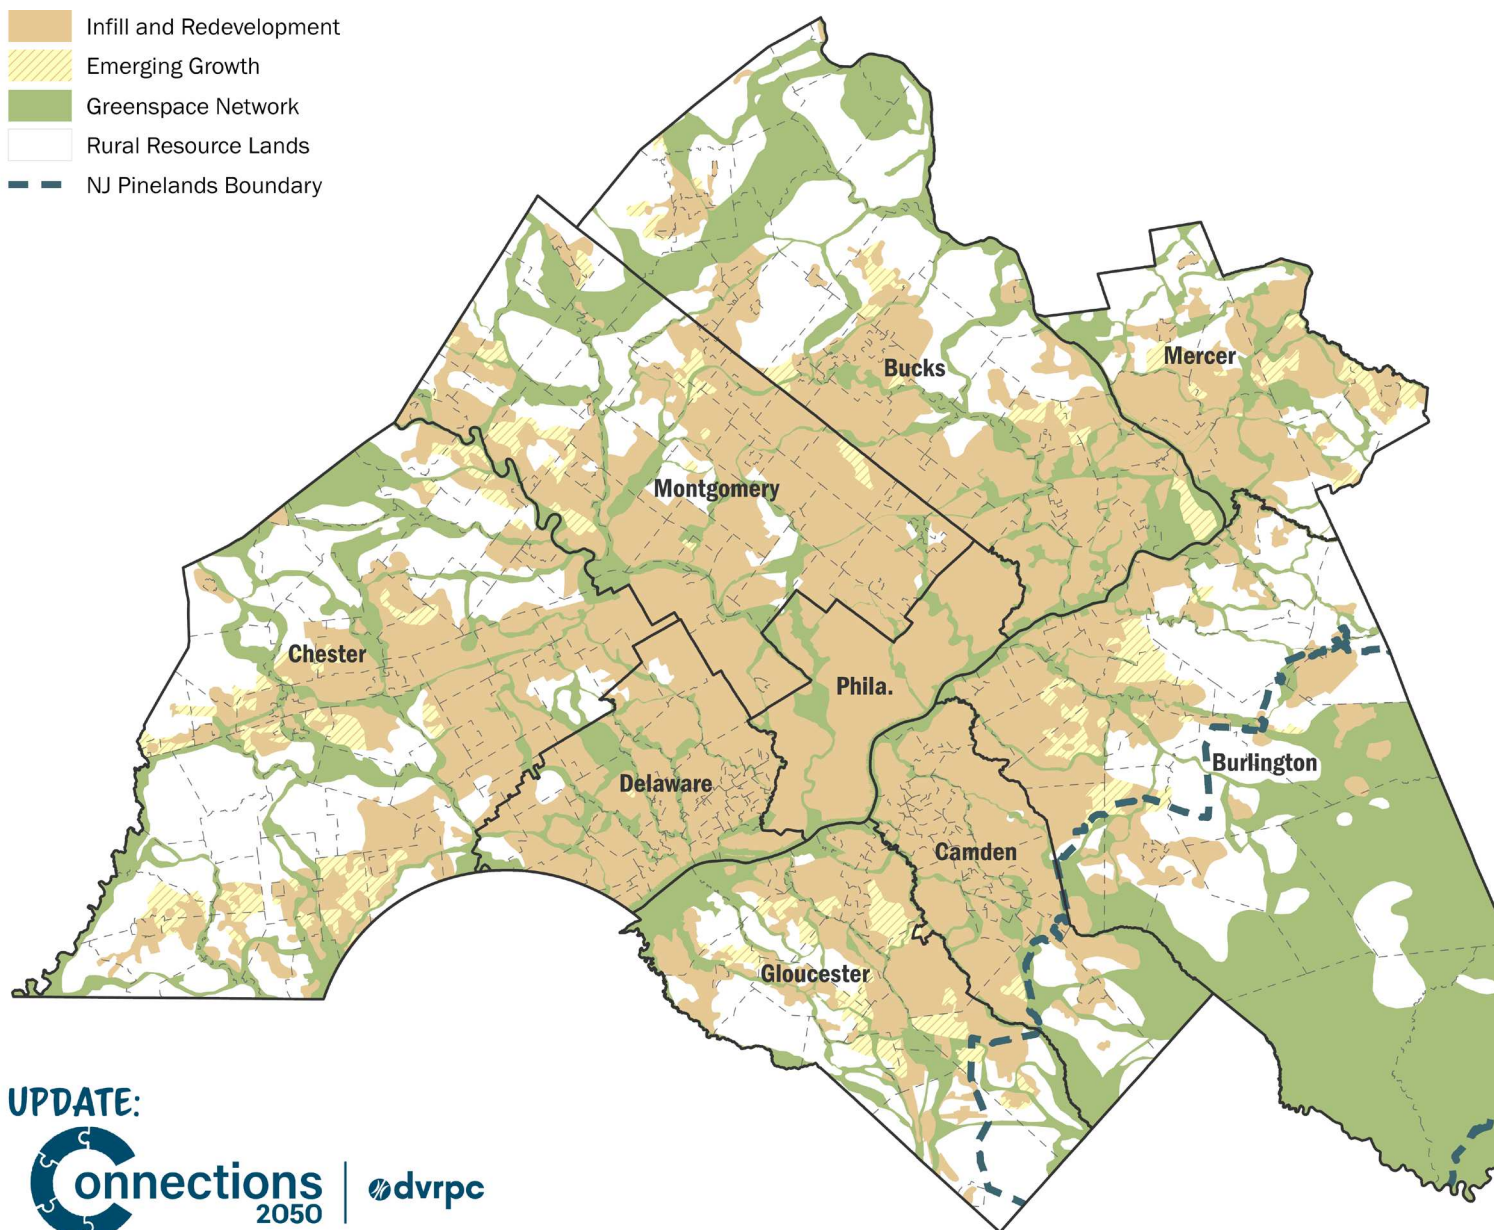 Infill and Redevelopment
Emerging Growth
Greenspace Network
Rural Resource Lands
NJ Pinelands Boundary
Mercer
Bucks
Montgomery
Chester
Phila.
Burlington
Delaware
Camden
Gloucester
UPDATE:
Connections
2050
dvrpc